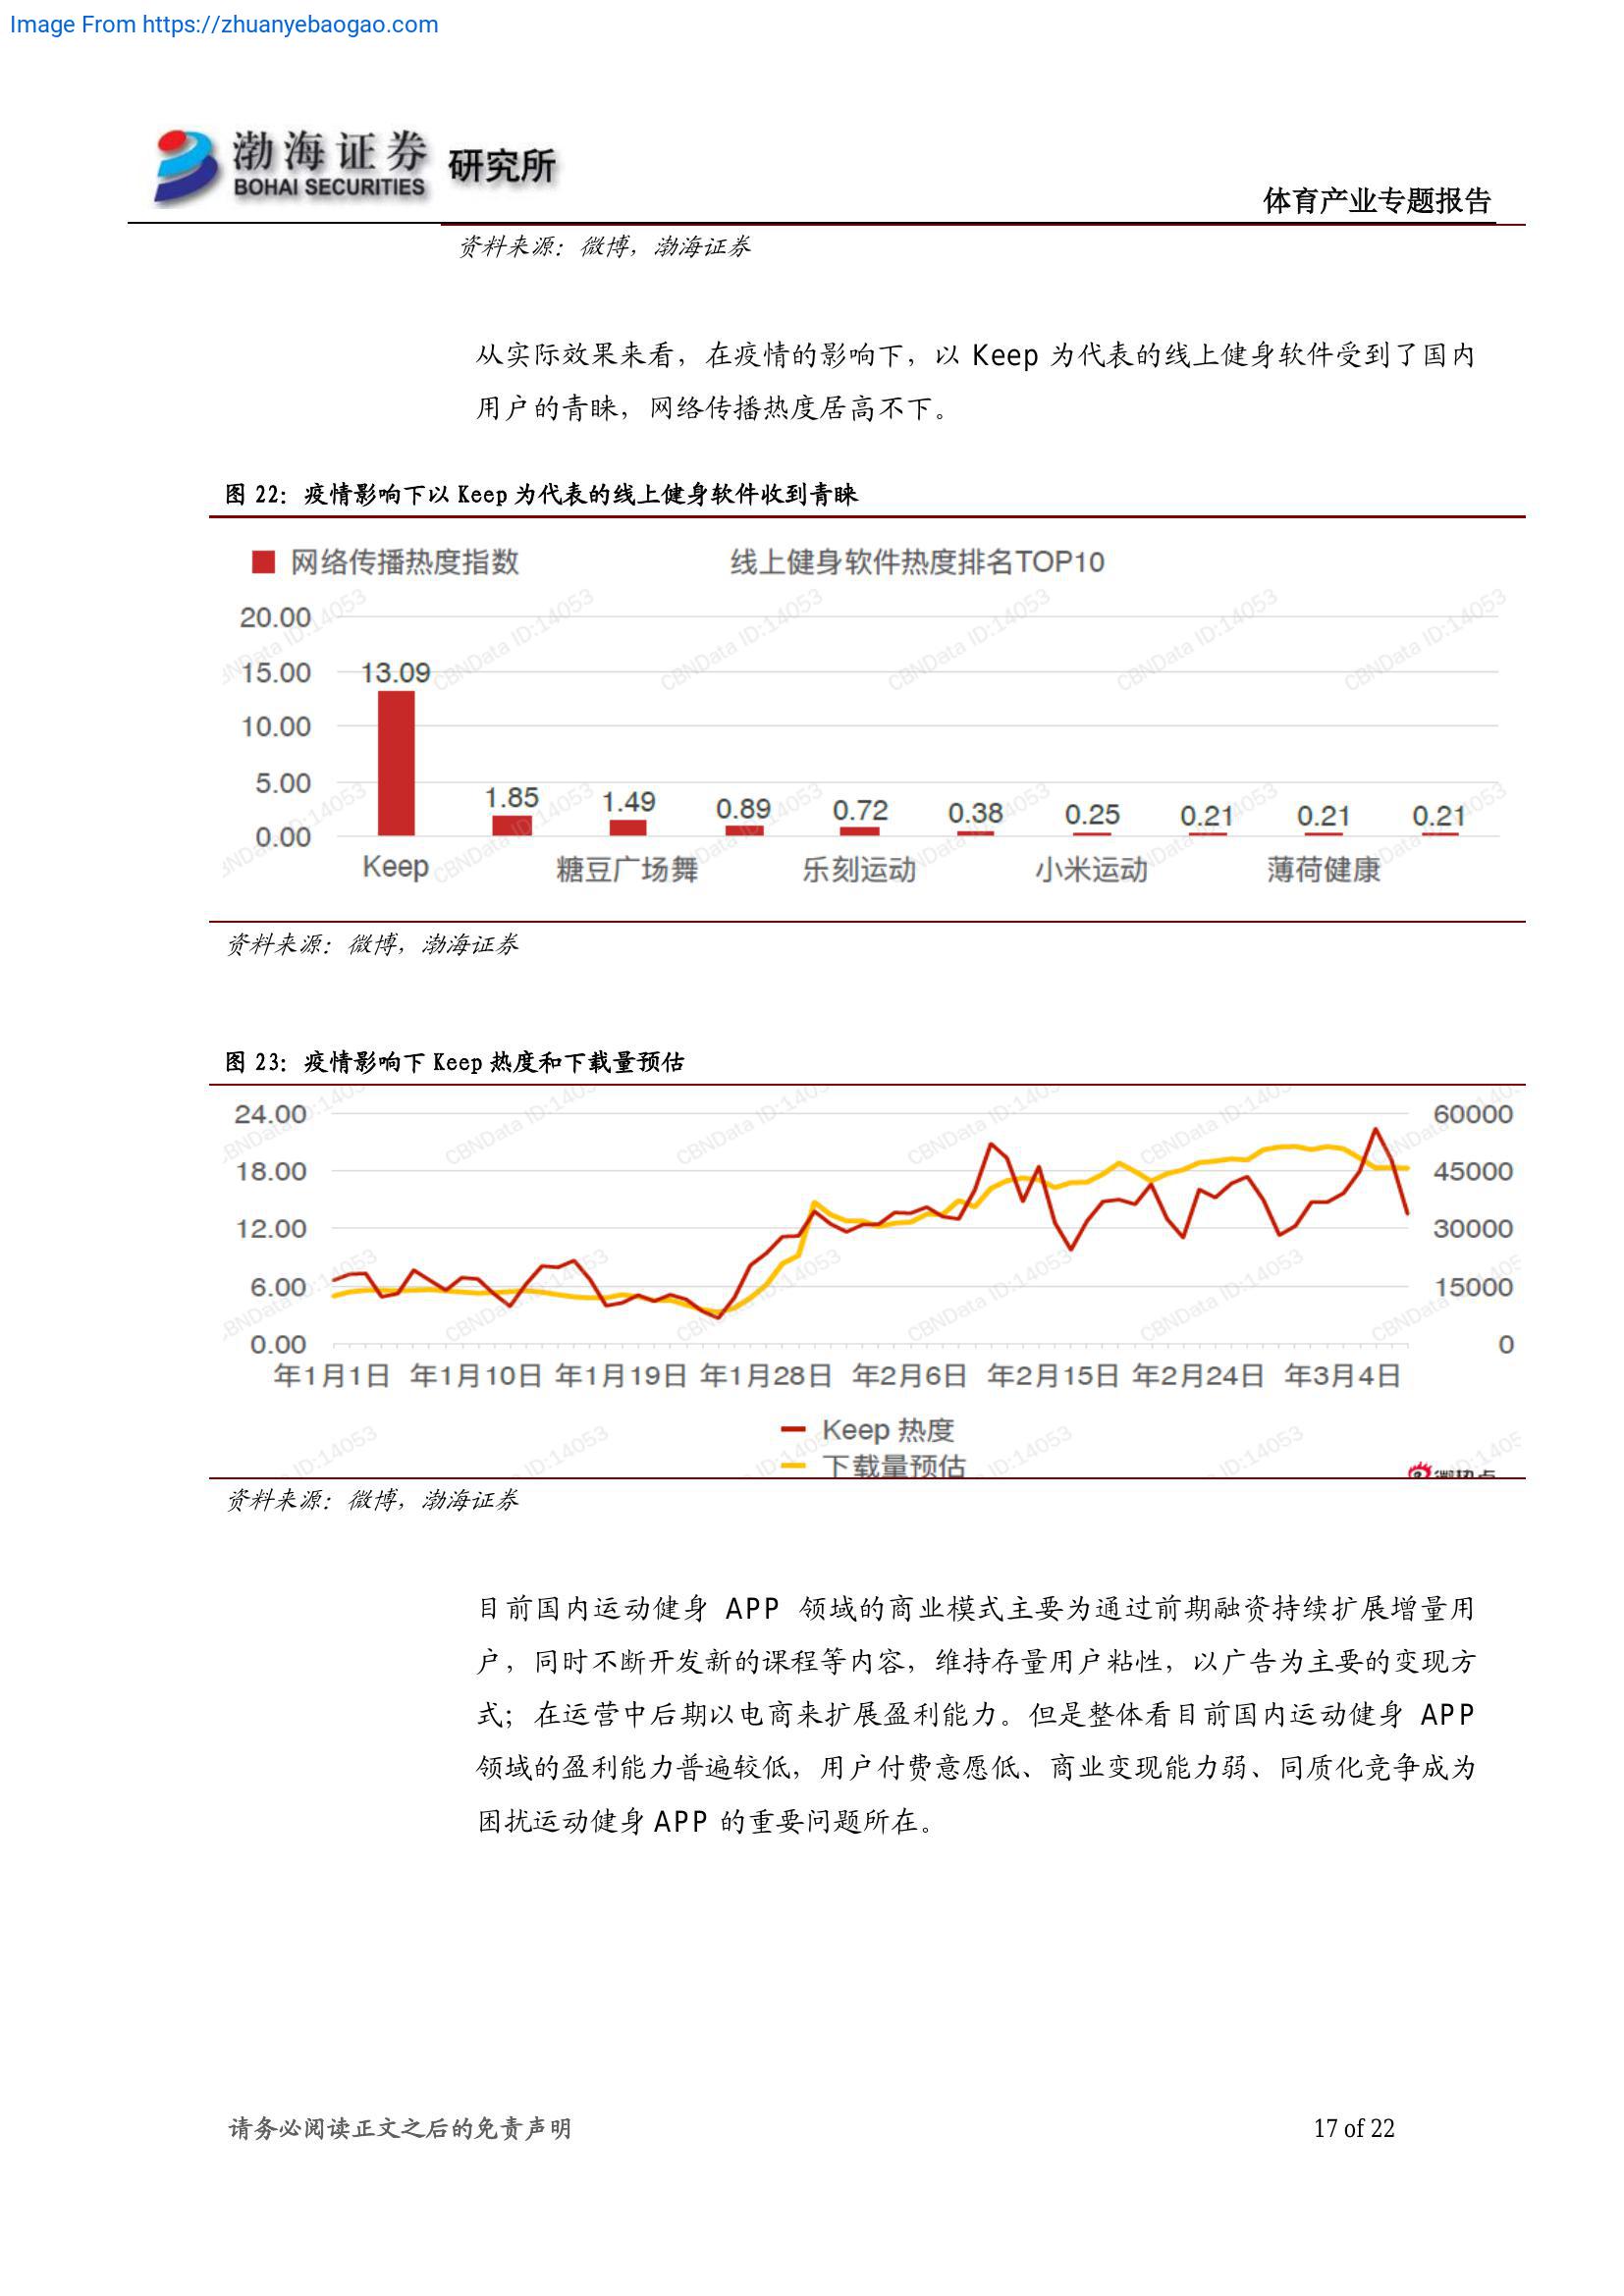 Image From https://zhuanyebaogao.com
渤海证券 研究所
BOHAI SECURITIES
体育产业专题报告
资料来源：微博，渤海证券
从实际效果来看，在疫情的影响下，以 Keep 为代表的线上健身软件受到了国内
用户的青睐，网络传播热度居高不下。
图 22：疫情影响下以 Keep 为代表的线上健身软件收到青睐
网络传播热度指数 线上健身软件热度排名TOP10
20.00
15.00
10.00
5.00
0.00
13.09 1.85 1.49 0.89 0.72 0.38 0.25 0.21 0.21 0.21
Keep 糖豆广场舞 乐刻运动 小米运动 薄荷健康
CBNData ID:14053
资料来源：微博，渤海证券
图 23：疫情影响下 Keep 热度和下载量预估
24.00 60000
18.00 45000
12.00 30000
6.00 15000
0.00 0
年1月1日 年1月10日 年1月19日 年1月28日 年2月6日 年2月15日 年2月24日 年3月4日
Keep 热度
下载量预估
CBNData ID:14053
资料来源：微博，渤海证券
目前国内运动健身 APP 领域的商业模式主要为通过前期融资持续扩展增量用
户，同时不断开发新的课程等内容，维持存量用户粘性，以广告为主要的变现方
式；在运营中后期以电商来扩展盈利能力。但是整体看目前国内运动健身 APP
领域的盈利能力普遍较低，用户付费意愿低、商业变现能力弱、同质化竞争成为
困扰运动健身 APP 的重要问题所在。
请务必阅读正文之后的免责声明 17 of 22